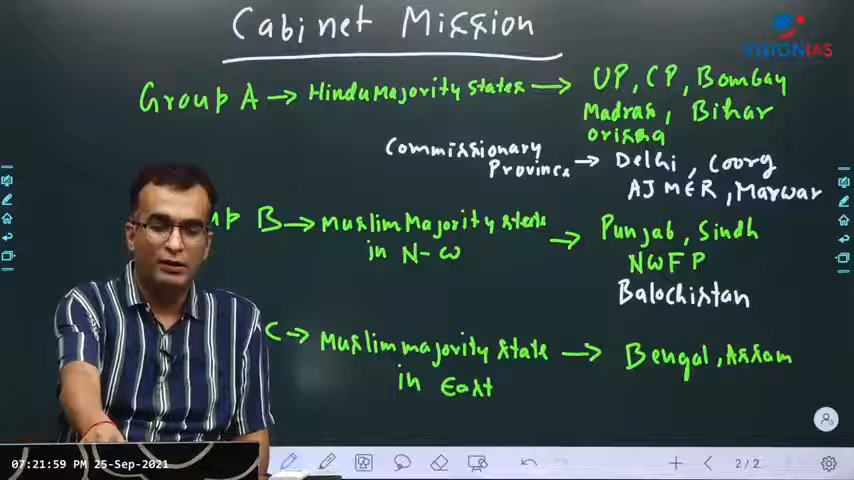 Cabinet Mission
VISIONIAS
Group A → Hindu Majority States → UP, CP, Bombay
Madras, Bihar
Orissa
Commissionary
Province → Delhi, Coorg
AJMER, Marwar
up B → Muslim Majority state
in N-W → Punjab, Sindh
NWFP
Balochistan
C → Muslim majority state
in East → Bengal, Assam
07:21:59 PM 25-Sep-2021
2/2